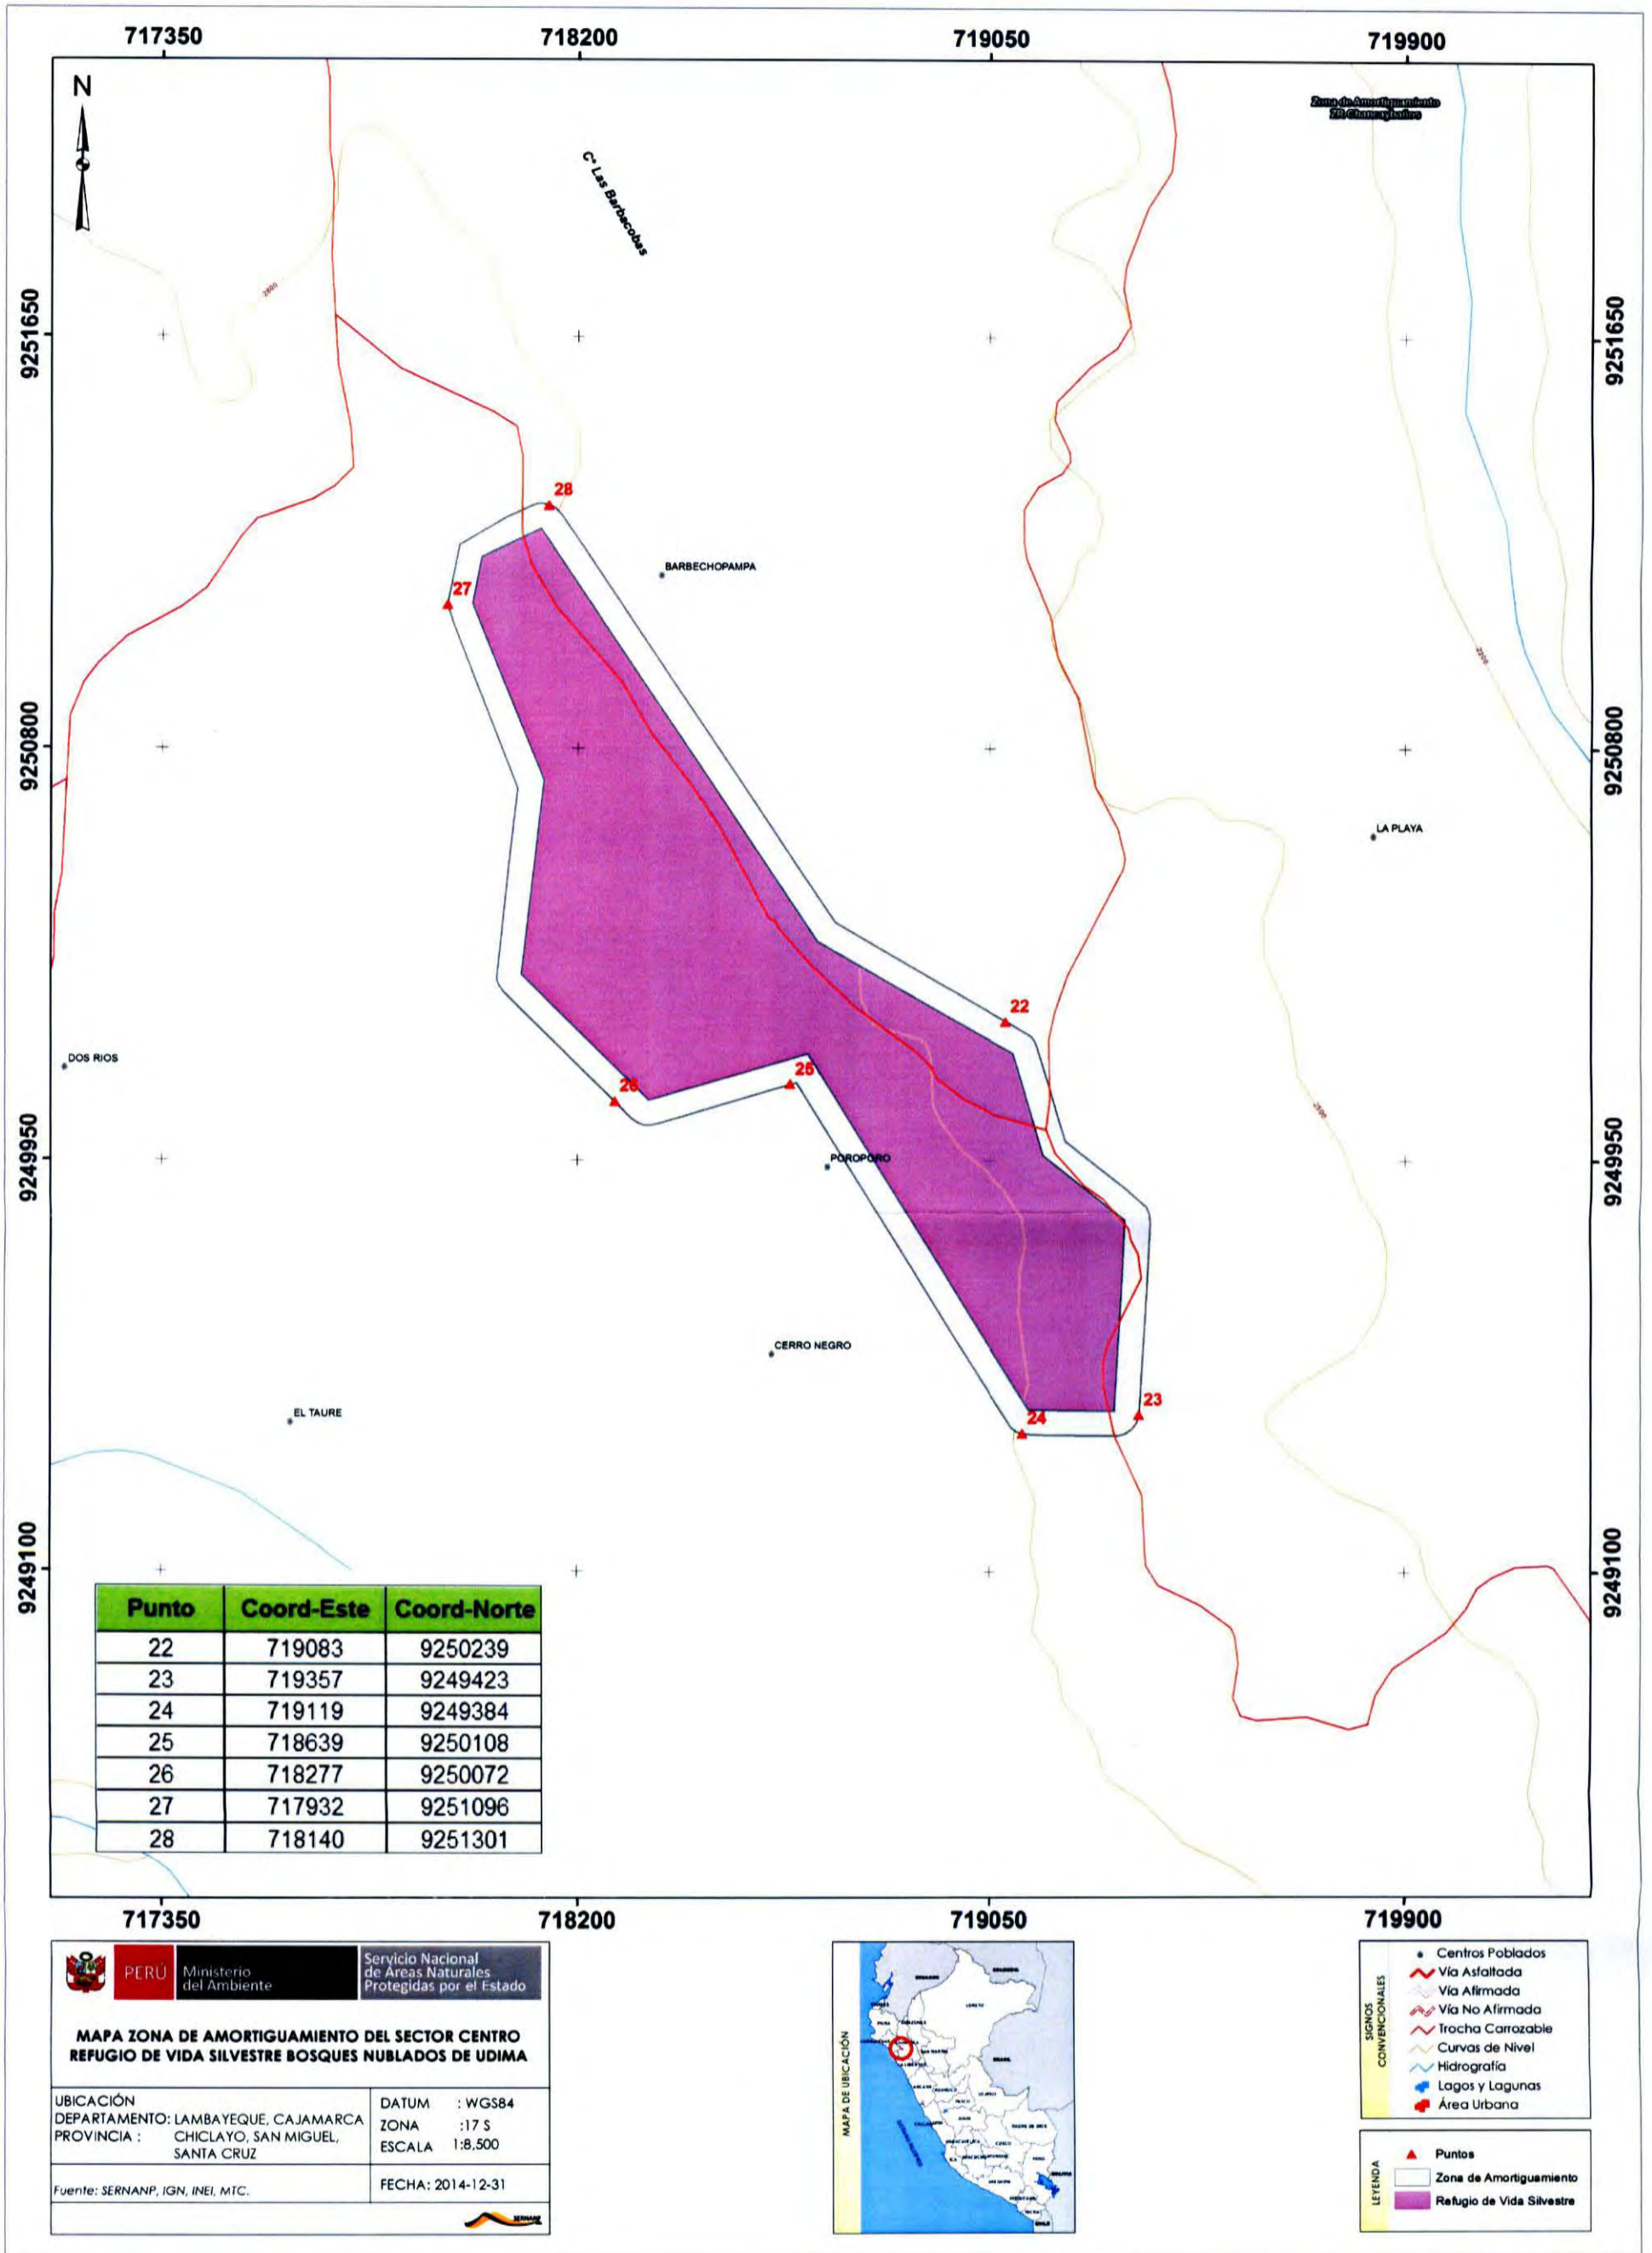 717350 718200 719050 719900
N
Zona de Amortiguamiento
ZR Chancaybaños
C° Las Barbacobas
2800
9251650 9251650
28
BARBECHOPAMPA
27
2200
9250800 9250800
LA PLAYA
22
DOS RIOS
25
26
2500
9249950 9249950
POROPORO
CERRO NEGRO
23
EL TAURE
24
9249100 9249100
Punto Coord-Este Coord-Norte
22 719083 9250239
23 719357 9249423
24 719119 9249384
25 718639 9250108
26 718277 9250072
27 717932 9251096
28 718140 9251301
717350 718200 719050 719900
PERÚ
Ministerio
del Ambiente
Servicio Nacional
de Áreas Naturales
Protegidas por el Estado
MAPA ZONA DE AMORTIGUAMIENTO DEL SECTOR CENTRO
REFUGIO DE VIDA SILVESTRE BOSQUES NUBLADOS DE UDIMA
UBICACIÓN
DEPARTAMENTO: LAMBAYEQUE, CAJAMARCA
PROVINCIA : CHICLAYO, SAN MIGUEL,
SANTA CRUZ
DATUM : WGS84
ZONA :17 S
ESCALA 1:8,500
Fuente: SERNANP, IGN, INEI, MTC.
FECHA: 2014-12-31
SERNANP
MAPA DE UBICACIÓN
SIGNOS
CONVENCIONALES
Centros Poblados
Vía Asfaltada
Vía Afirmada
Vía No Afirmada
Trocha Carrozable
Curvas de Nivel
Hidrografía
Lagos y Lagunas
Área Urbana
LEYENDA
Puntos
Zona de Amortiguamiento
Refugio de Vida Silvestre